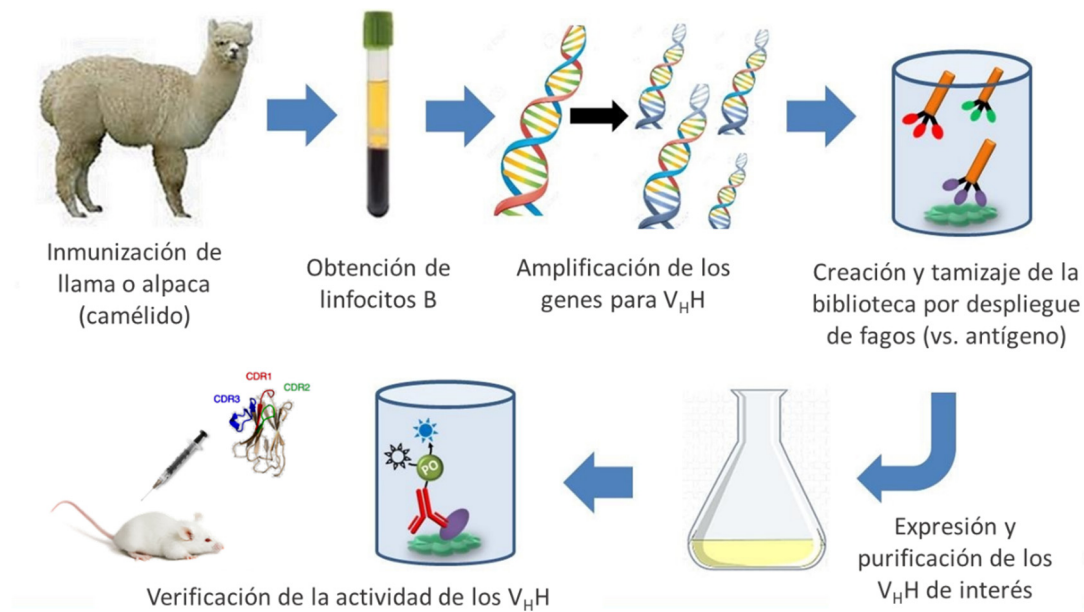 Inmunización de
llama o alpaca
(camélido)
Obtención de
linfocitos B
Amplificación de los
genes para VHH
Creación y tamizaje de la
biblioteca por despliegue
de fagos (vs. antígeno)
CDR1
CDR2
CDR3
PO
Expresión y
purificación de los
VHH de interés
Verificación de la actividad de los VHH